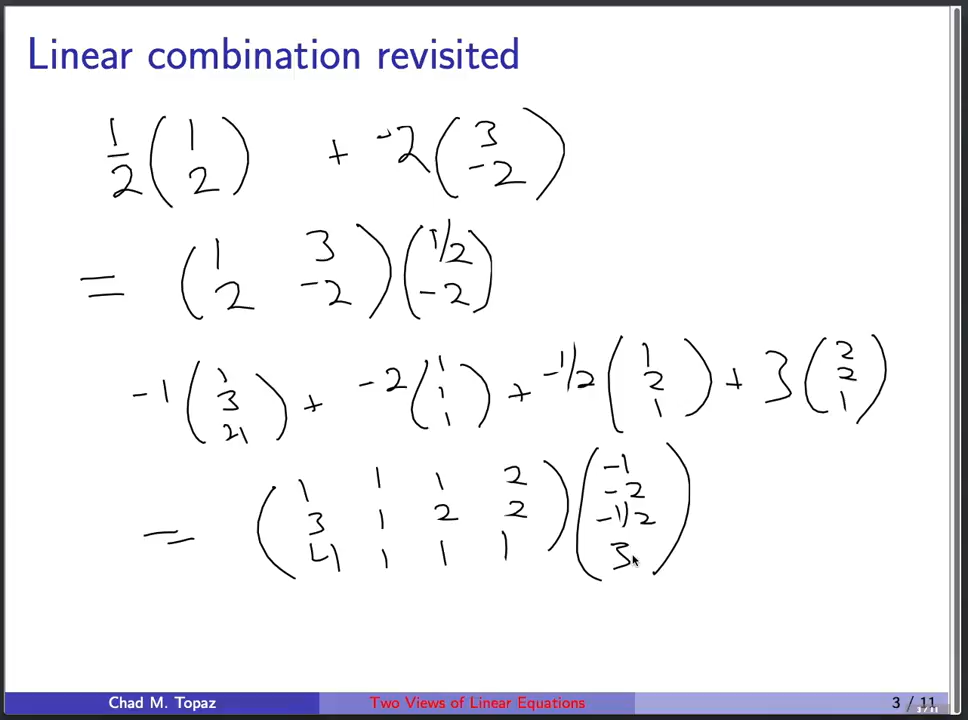 Linear combination revisited
1/2 (1 2) + -2 (3 -2)
= (1 3 2 -2) (1/2 -2)
-1 (1 3 4) + -2 (1 1 1) + -1/2 (1 2 1) + 3 (2 2 1)
= (1 1 1 2 3 1 2 2 4 1 1 1) (-1 -2 -1/2 3)
Chad M. Topaz Two Views of Linear Equations 3 / 11
3 / 11